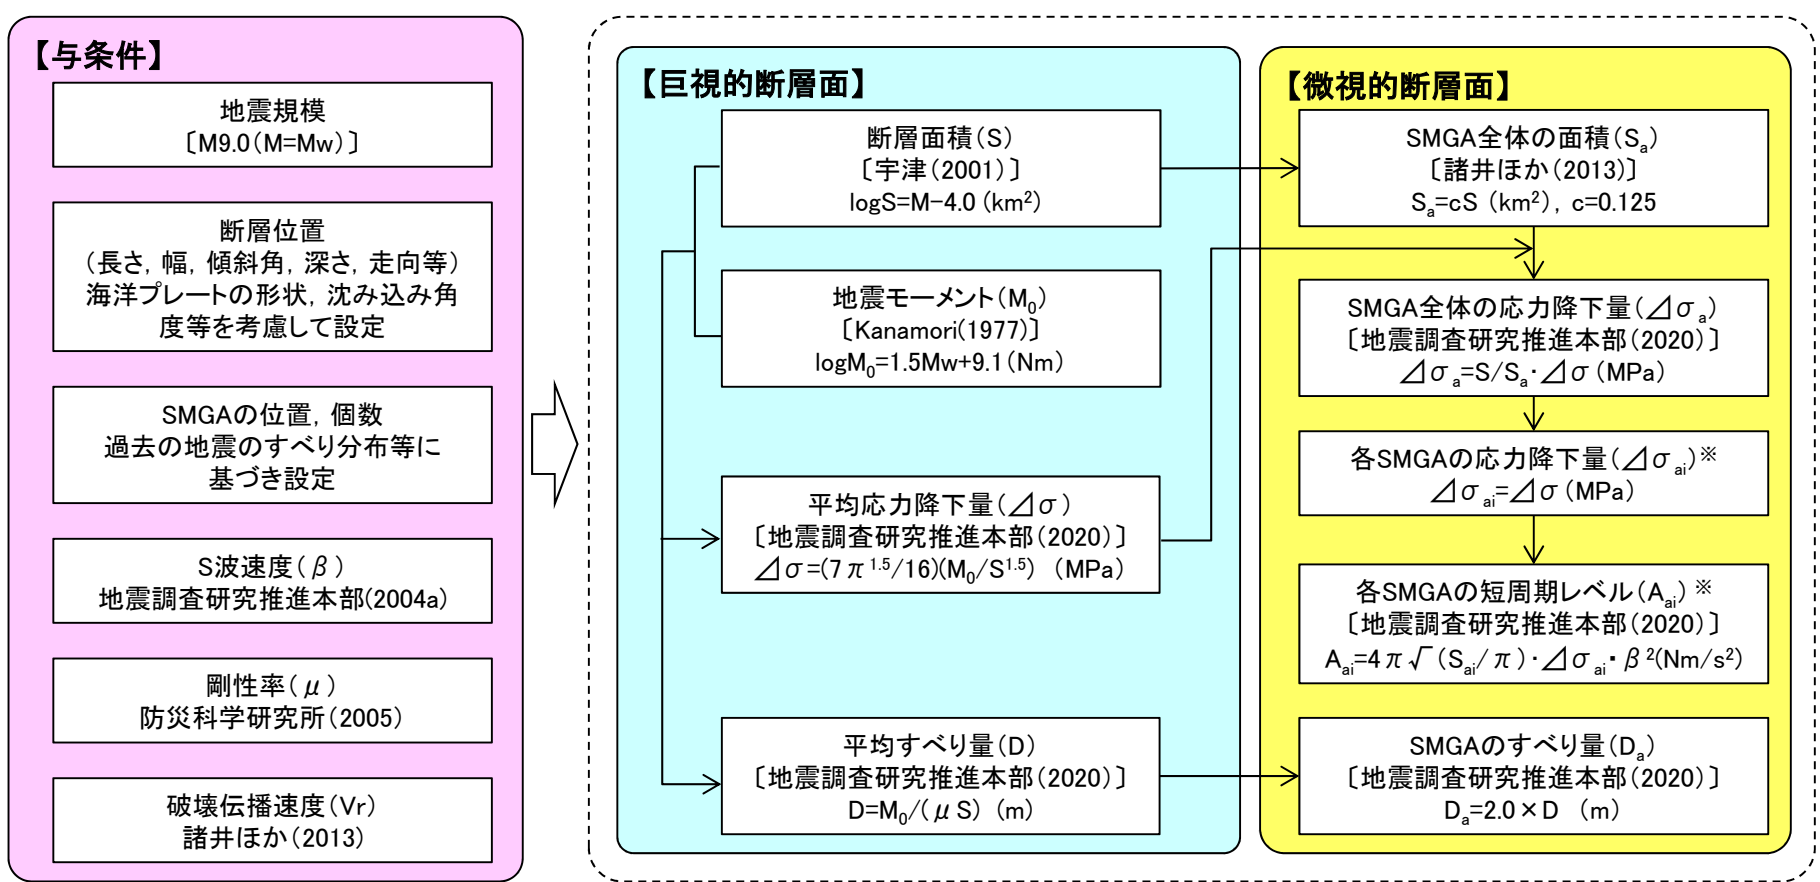 【与条件】
地震規模
〔M9.0(M=Mw)〕
断層位置
(長さ, 幅, 傾斜角, 深さ, 走向等)
海洋プレートの形状, 沈み込み角
度等を考慮して設定
SMGAの位置, 個数
過去の地震のすべり分布等に
基づき設定
S波速度(β)
地震調査研究推進本部(2004a)
剛性率(μ)
防災科学研究所(2005)
破壊伝播速度(Vr)
諸井ほか(2013)
【巨視的断層面】
断層面積(S)
〔宇津(2001)〕
logS=M-4.0 (km²)
地震モーメント(M₀)
〔Kanamori(1977)〕
logM₀=1.5Mw+9.1(Nm)
平均応力降下量(⊿σ)
〔地震調査研究推進本部(2020)〕
⊿σ=(7π^1.5/16)(M₀/S^1.5) (MPa)
平均すべり量(D)
〔地震調査研究推進本部(2020)〕
D=M₀/(μS) (m)
【微視的断層面】
SMGA全体の面積(Sₐ)
〔諸井ほか(2013)〕
Sₐ=cS (km²), c=0.125
SMGA全体の応力降下量(⊿σₐ)
〔地震調査研究推進本部(2020)〕
⊿σₐ=S/Sₐ・⊿σ(MPa)
各SMGAの応力降下量(⊿σₐᵢ)※
⊿σₐᵢ=⊿σ(MPa)
各SMGAの短周期レベル(Aₐᵢ)※
〔地震調査研究推進本部(2020)〕
Aₐᵢ=4π√(Sₐᵢ/π)・⊿σₐᵢ・β²(Nm/s²)
SMGAのすべり量(Dₐ)
〔地震調査研究推進本部(2020)〕
Dₐ=2.0×D (m)